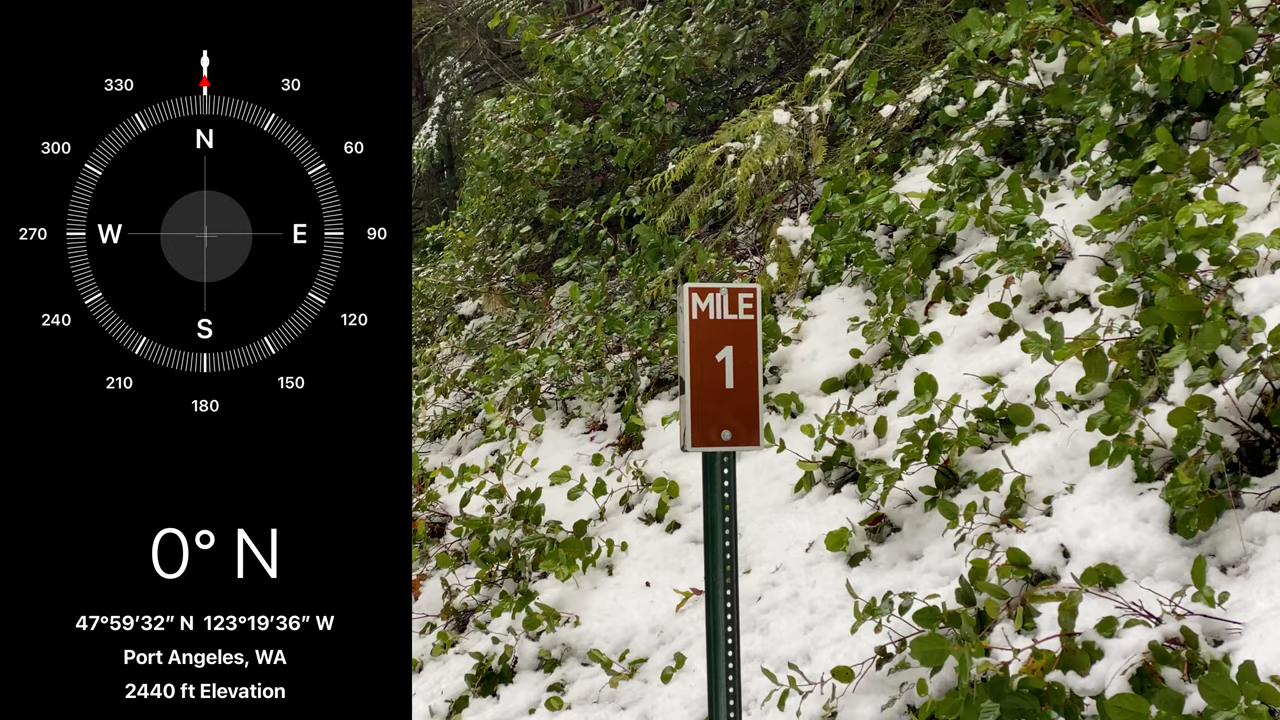 330
30
N
300
60
270
W
E
90
240
120
S
210
150
180
0° N
47°59′32″ N 123°19′36″ W
Port Angeles, WA
2440 ft Elevation
MILE
1